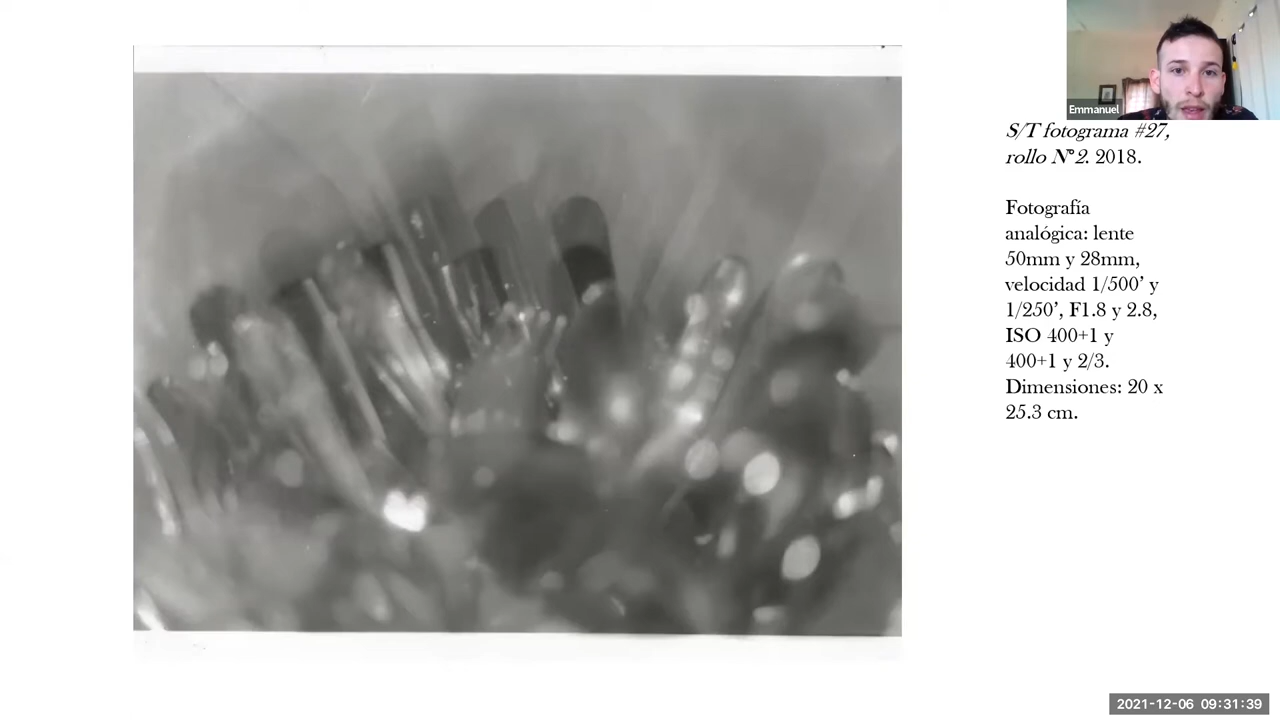 Emmanuel
S/T fotograma #27,
rollo N°2. 2018.
Fotografía
analógica: lente
50mm y 28mm,
velocidad 1/500’ y
1/250’, F1.8 y 2.8,
ISO 400+1 y
400+1 y 2/3.
Dimensiones: 20 x
25.3 cm.
2021-12-06 09:31:39